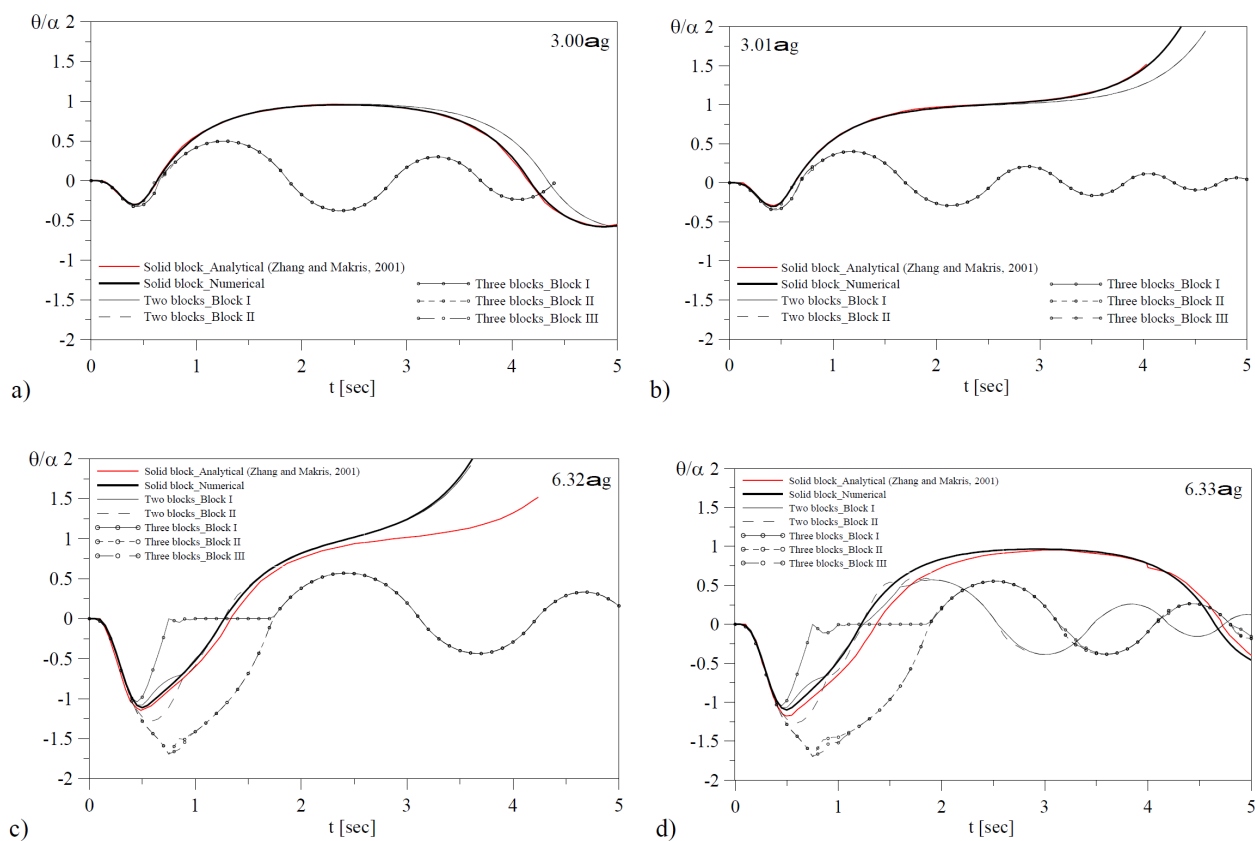 θ/α
2
1.5
1
0.5
0
-0.5
-1
-1.5
-2
3.00ag
Solid block_Analytical (Zhang and Makris, 2001)
Solid block_Numerical
Two blocks_Block I
Two blocks_Block II
Three blocks_Block I
Three blocks_Block II
Three blocks_Block III
0 1 2 3 4 5
t [sec]
a)
θ/α
2
1.5
1
0.5
0
-0.5
-1
-1.5
-2
3.01ag
Solid block_Analytical (Zhang and Makris, 2001)
Solid block_Numerical
Two blocks_Block I
Two blocks_Block II
Three blocks_Block I
Three blocks_Block II
Three blocks_Block III
0 1 2 3 4 5
t [sec]
b)
θ/α
2
1.5
1
0.5
0
-0.5
-1
-1.5
-2
6.32ag
Solid block_Analytical (Zhang and Makris, 2001)
Solid block_Numerical
Two blocks_Block I
Two blocks_Block II
Three blocks_Block I
Three blocks_Block II
Three blocks_Block III
0 1 2 3 4 5
t [sec]
c)
θ/α
2
1.5
1
0.5
0
-0.5
-1
-1.5
-2
6.33ag
Solid block_Analytical (Zhang and Makris, 2001)
Solid block_Numerical
Two blocks_Block I
Two blocks_Block II
Three blocks_Block I
Three blocks_Block II
Three blocks_Block III
0 1 2 3 4 5
t [sec]
d)